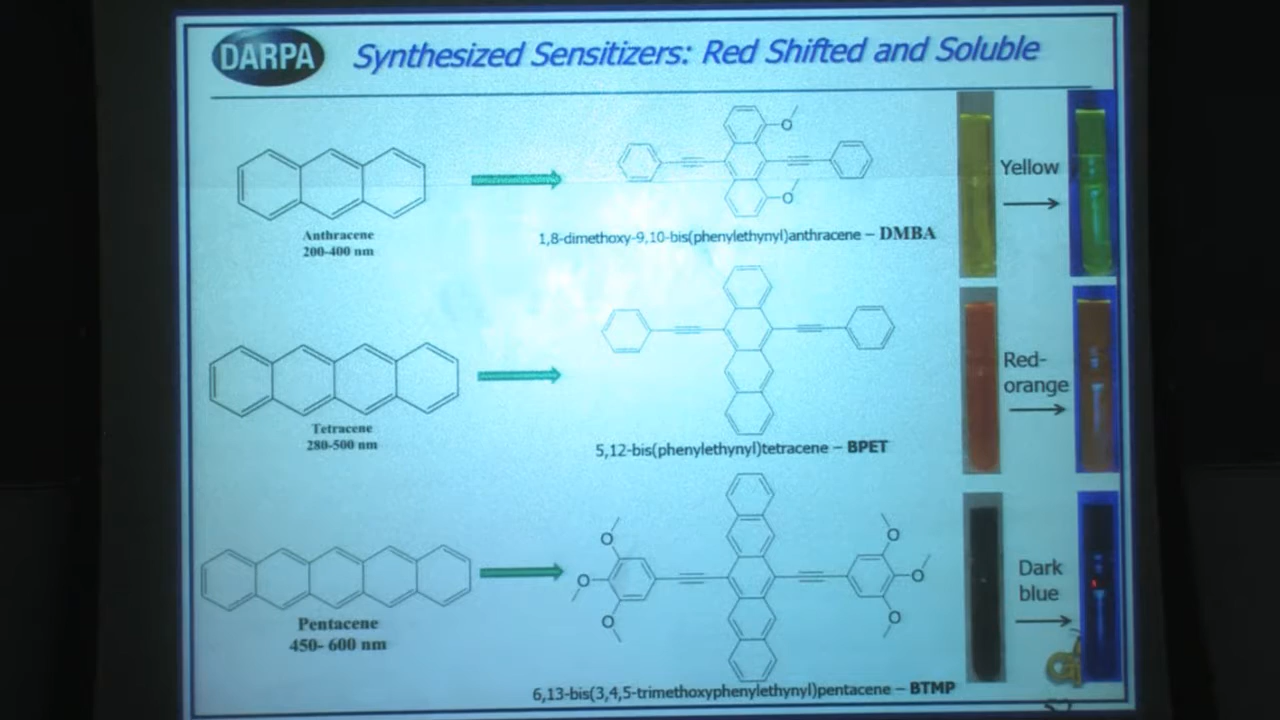 DARPA
Synthesized Sensitizers: Red Shifted and Soluble
Anthracene
200-400 nm
O
O
1,8-dimethoxy-9,10-bis(phenylethynyl)anthracene – DMBA
Yellow
Tetracene
280-500 nm
5,12-bis(phenylethynyl)tetracene – BPET
Red-
orange
Pentacene
450- 600 nm
O
O
O
O
O
O
6,13-bis(3,4,5-trimethoxyphenylethynyl)pentacene – BTMP
Dark
blue